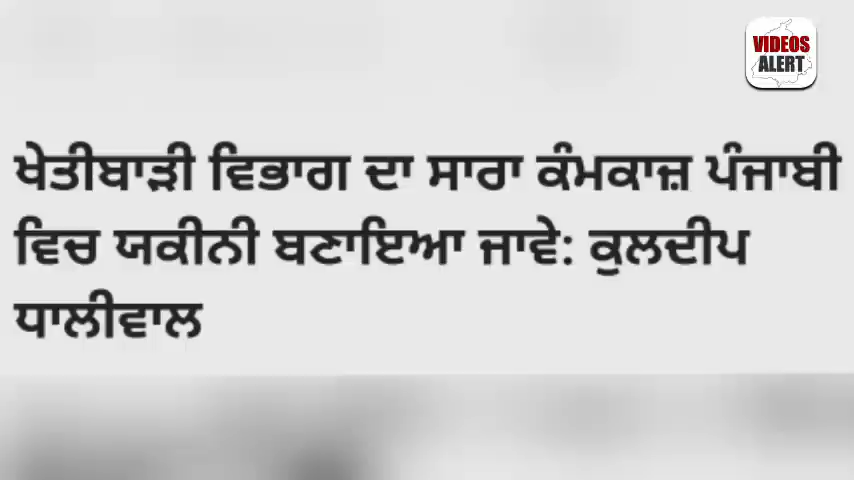 VIDEOS
ALERT
ਖੇਤੀਬਾੜੀ ਵਿਭਾਗ ਦਾ ਸਾਰਾ ਕੰਮਕਾਜ਼ ਪੰਜਾਬੀ
ਵਿਚ ਯਕੀਨੀ ਬਣਾਇਆ ਜਾਵੇ: ਕੁਲਦੀਪ
ਧਾਲੀਵਾਲ